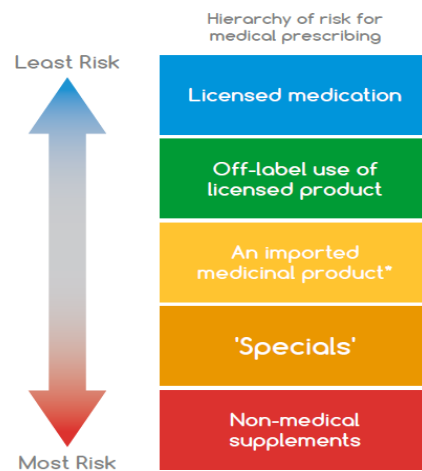 Hierarchy of risk for
medical prescribing
Least Risk
Licensed medication
Off-label use of
licensed product
An imported
medicinal product*
'Specials'
Non-medical
supplements
Most Risk